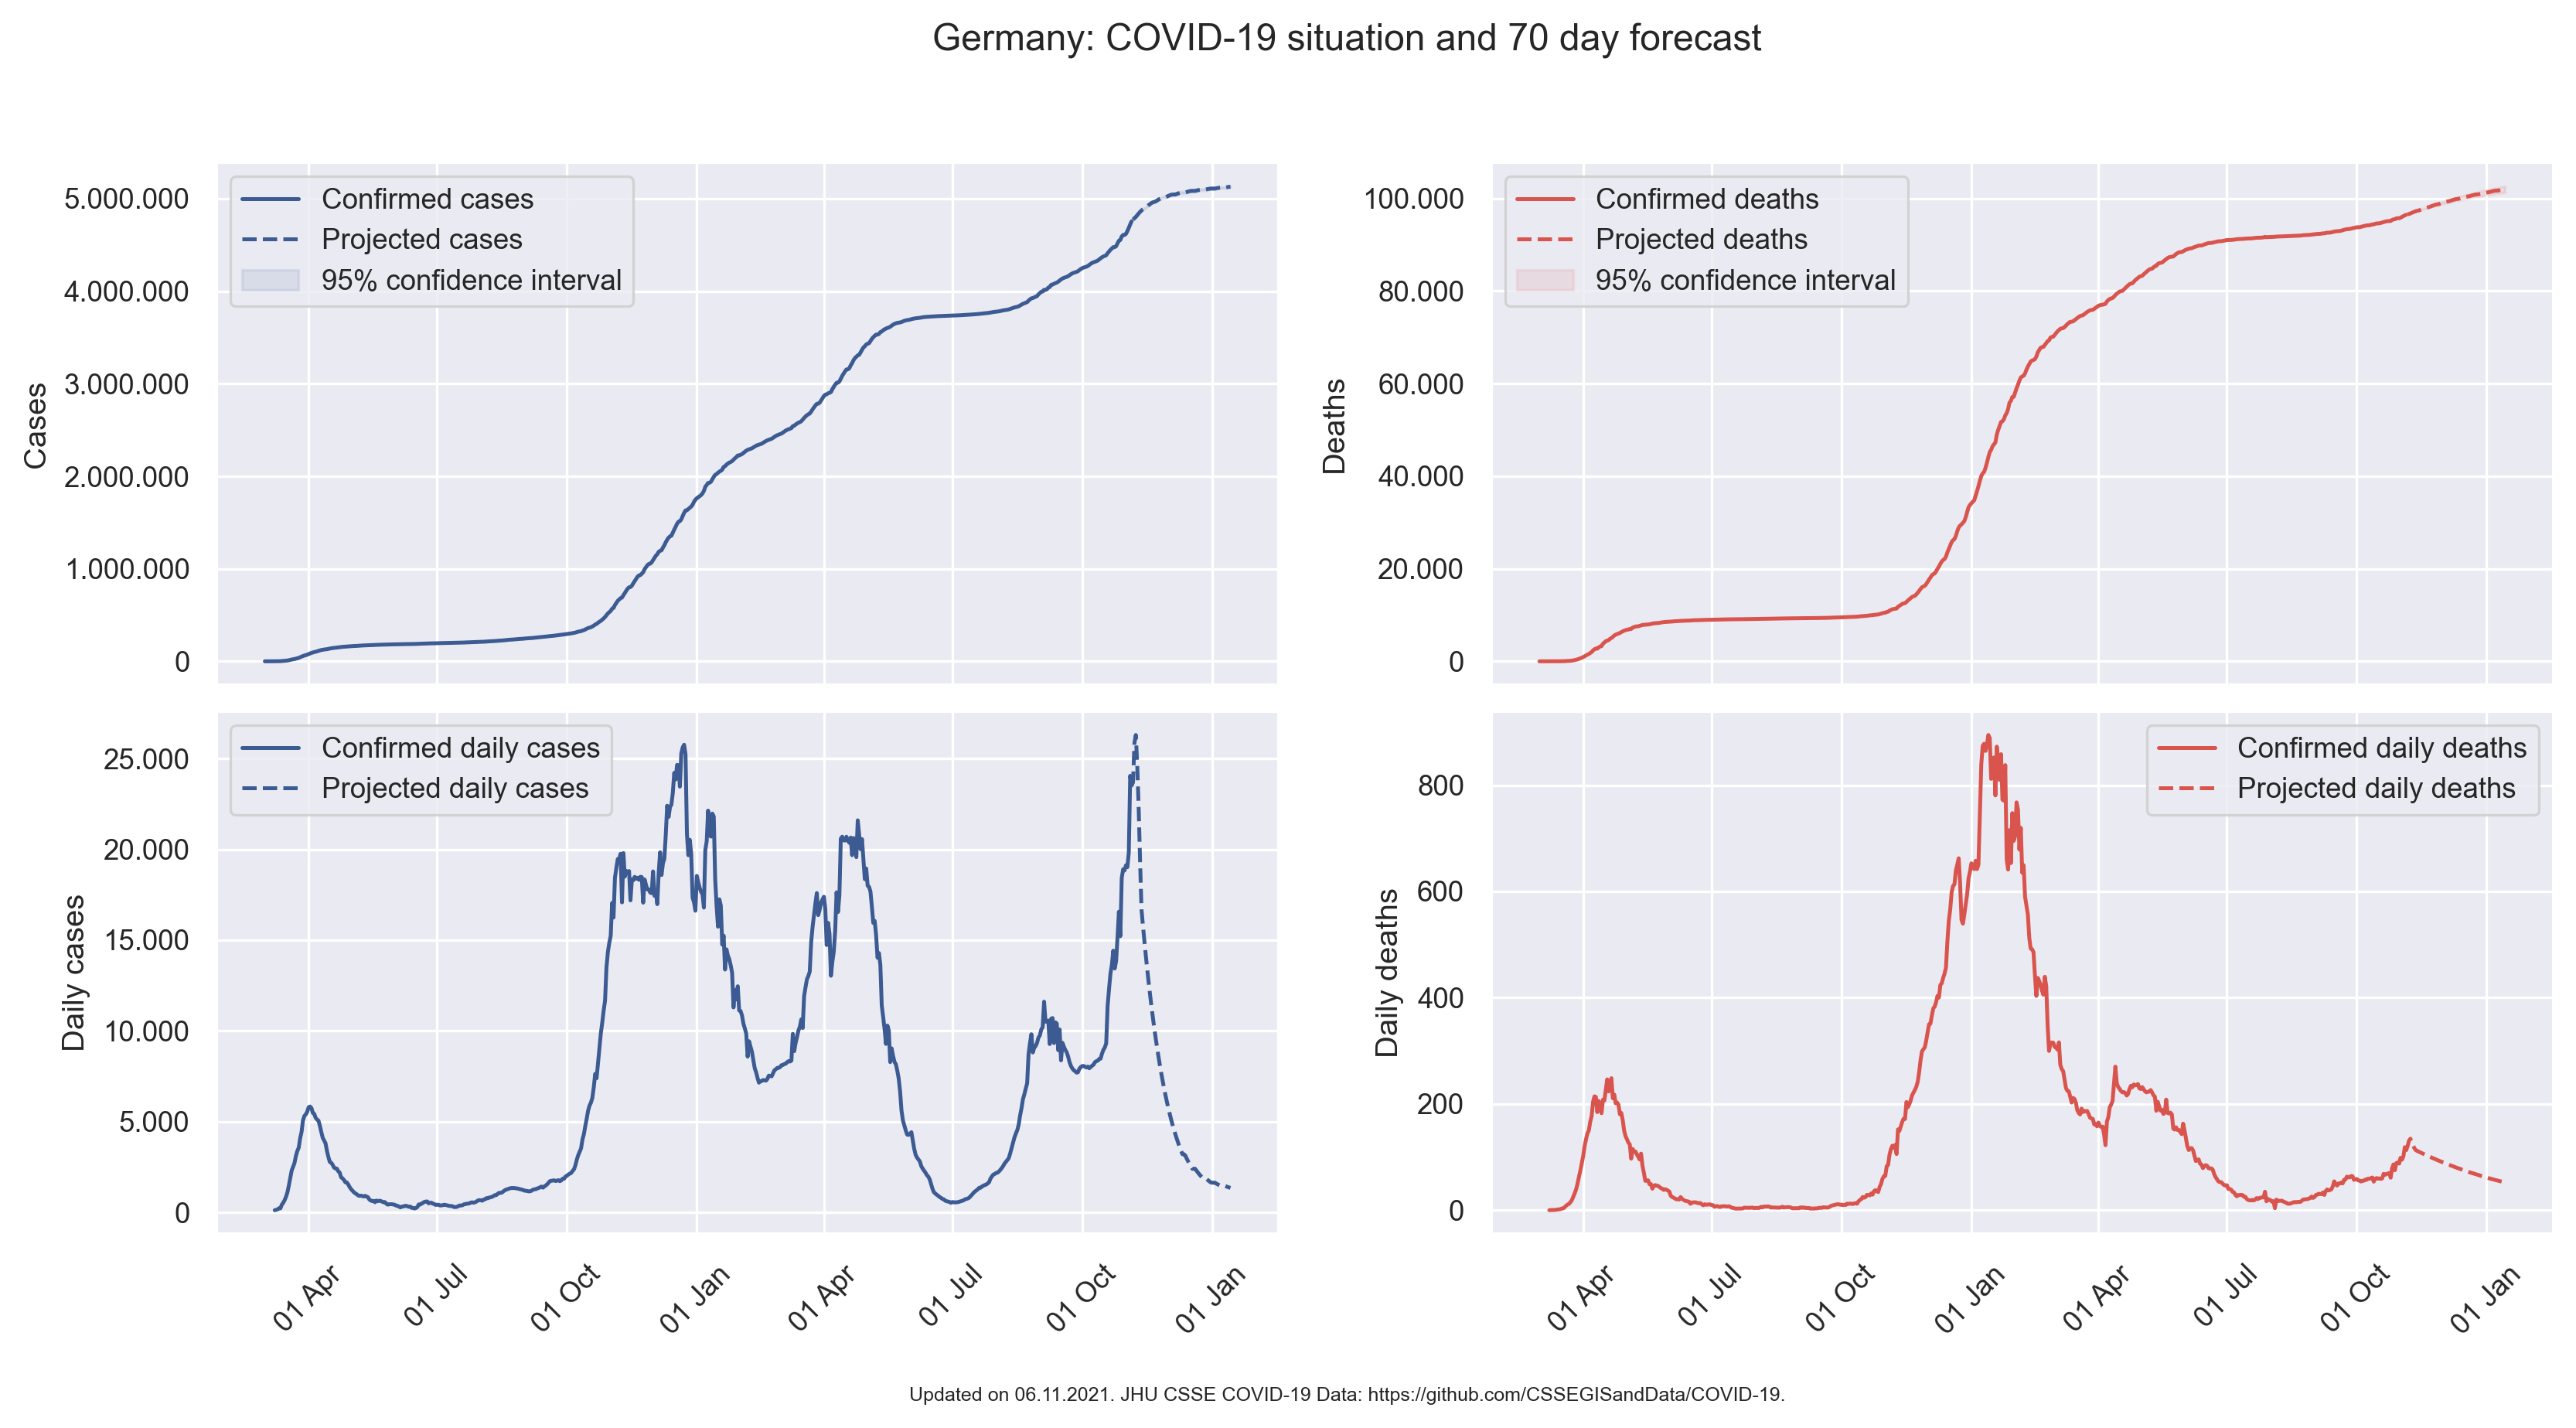 Germany: COVID-19 situation and 70 day forecast
Confirmed cases
Projected cases
95% confidence interval
5.000.000
4.000.000
3.000.000
2.000.000
1.000.000
0
Cases
Confirmed deaths
Projected deaths
95% confidence interval
100.000
80.000
60.000
40.000
20.000
0
Deaths
Confirmed daily cases
Projected daily cases
25.000
20.000
15.000
10.000
5.000
0
Daily cases
01 Apr
01 Jul
01 Oct
01 Jan
01 Apr
01 Jul
01 Oct
01 Jan
Confirmed daily deaths
Projected daily deaths
800
600
400
200
0
Daily deaths
01 Apr
01 Jul
01 Oct
01 Jan
01 Apr
01 Jul
01 Oct
01 Jan
Updated on 06.11.2021. JHU CSSE COVID-19 Data: https://github.com/CSSEGISandData/COVID-19.